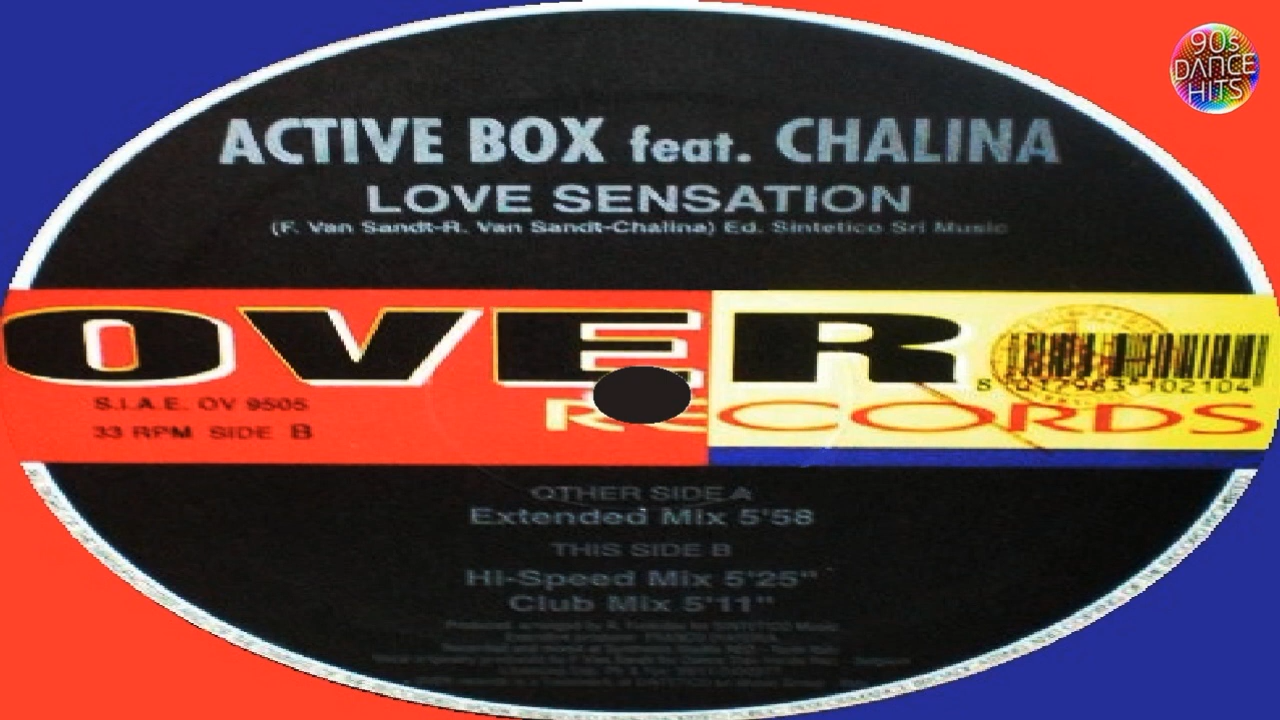 90s
DANCE
HITS
ACTIVE BOX feat. CHALINA
LOVE SENSATION
(F. Van Sandt-R. Van Sandt-Chalina) Ed. Sintetico Srl Music
OVER
RECORDS
8 017983 102104
S.I.A.E. OV 9505
33 RPM SIDE B
OTHER SIDE A
Extended Mix 5'58
THIS SIDE B
Hi-Speed Mix 5'25"
Club Mix 5'11"